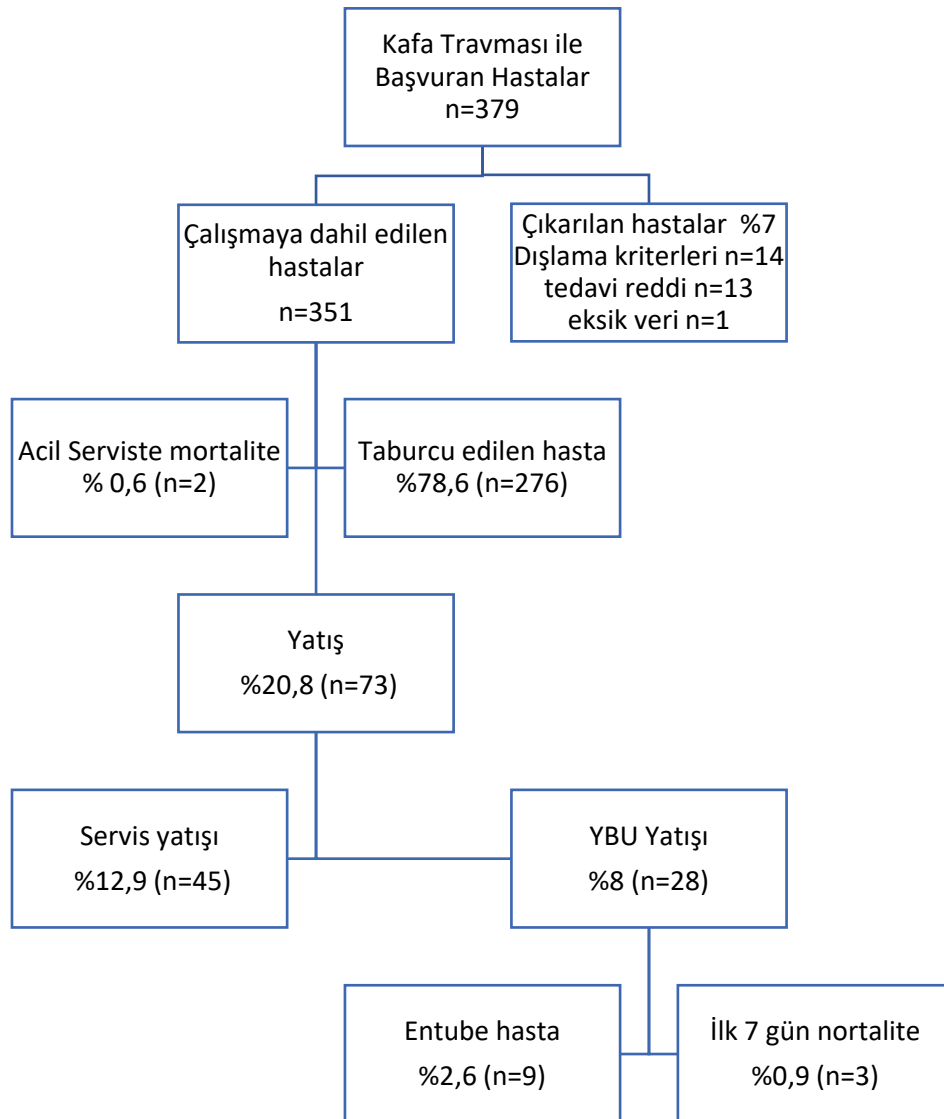 Kafa Travması ile
Başvuran Hastalar
n=379
Çalışmaya dahil edilen
hastalar
n=351
Çıkarılan hastalar  %7
Dışlama kriterleri n=14
tedavi reddi n=13
eksik veri n=1
Acil Serviste mortalite
% 0,6 (n=2)
Taburcu edilen hasta
%78,6 (n=276)
Yatış
%20,8 (n=73)
Servis yatışı
%12,9 (n=45)
YBU Yatışı
%8 (n=28)
Entube hasta
%2,6 (n=9)
İlk 7 gün nortalite
%0,9 (n=3)